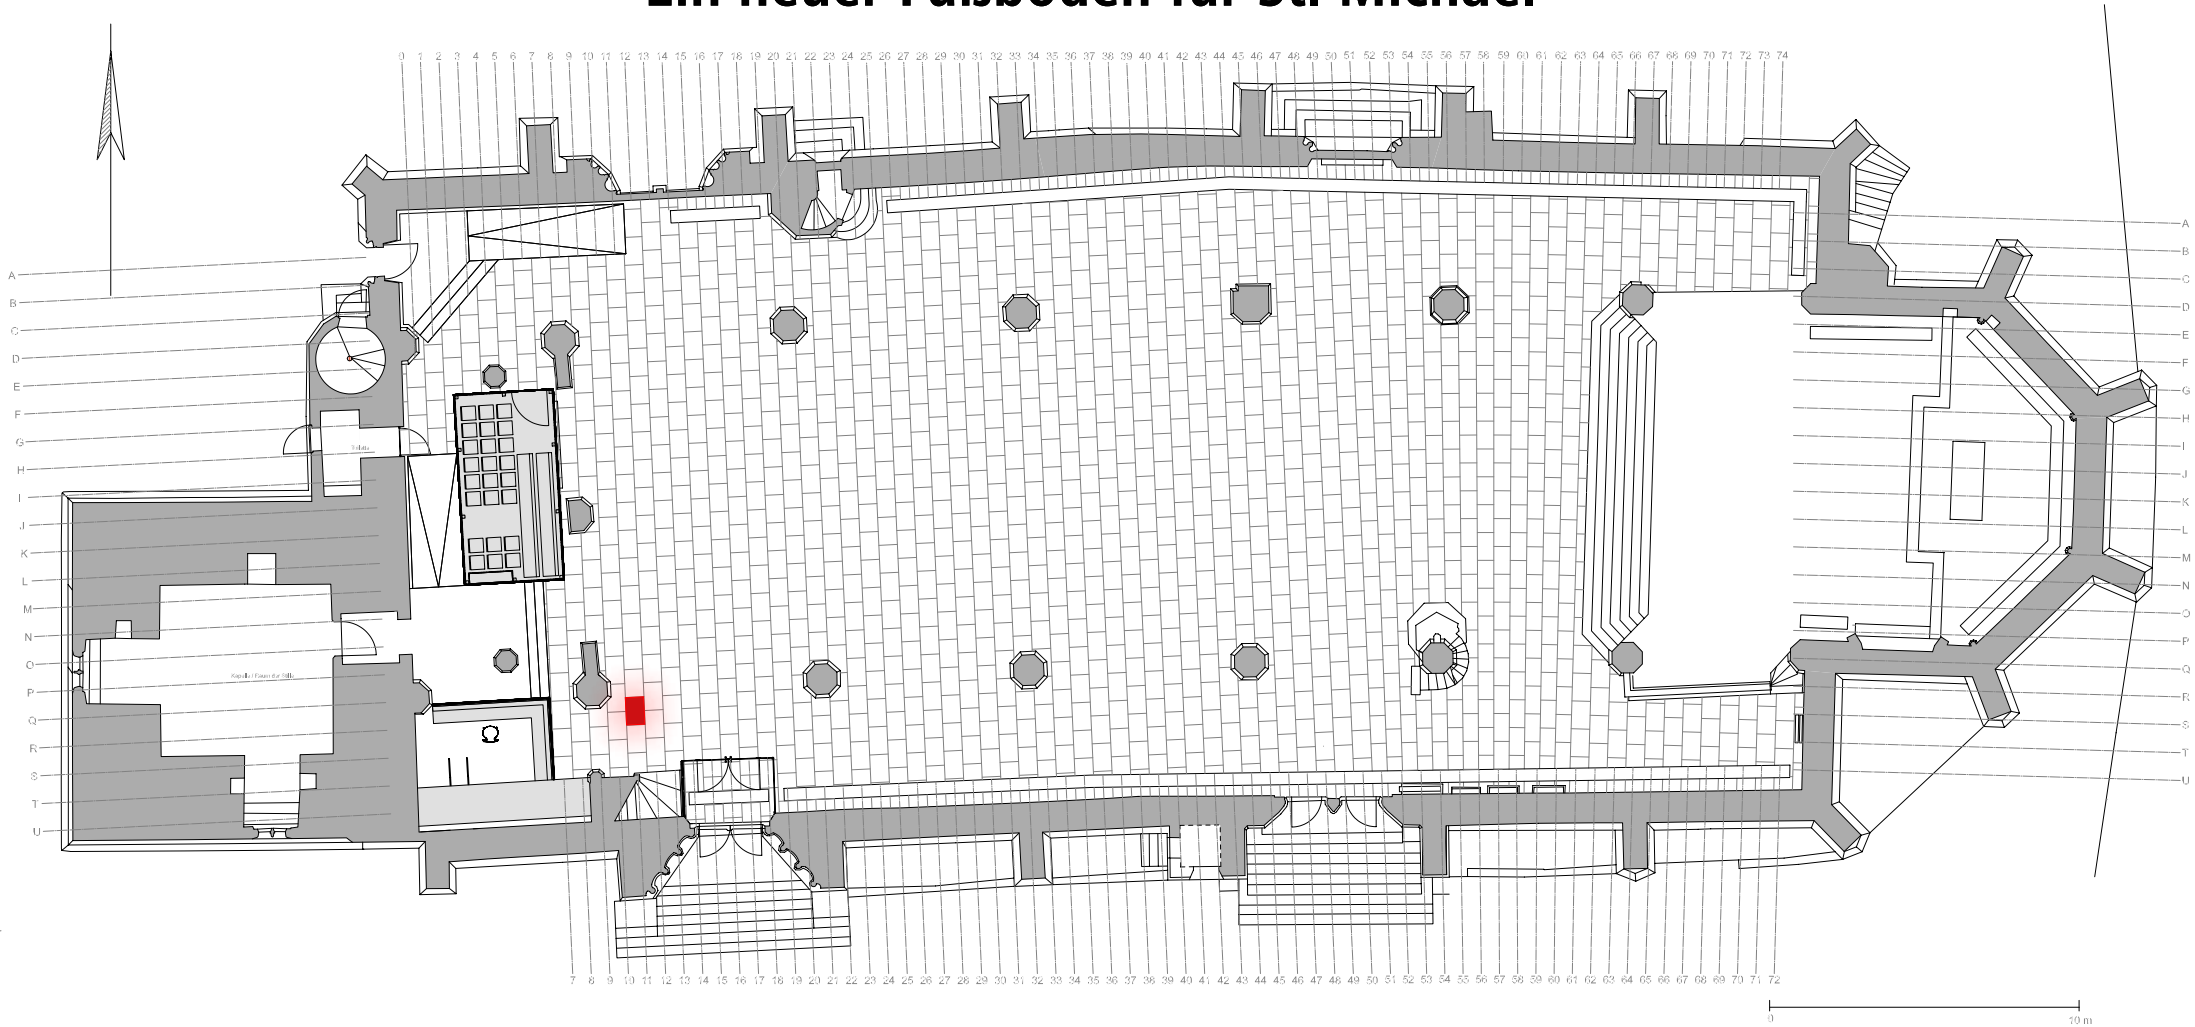 Ein neuer Fußboden für St. Michael
0 1 2 3 4 5 6 7 8 9 10 11 12 13 14 15 16 17 18 19 20 21 22 23 24 25 26 27 28 29 30 31 32 33 34 35 36 37 38 39 40 41 42 43 44 45 46 47 48 49 50 51 52 53 54 55 56 57 58 59 60 61 62 63 64 65 66 67 68 69 70 71 72 73 74
A
B
C
D
E
F
G
H
I
J
K
L
M
N
O
P
Q
R
S
T
U
A
B
C
D
E
F
G
H
I
J
K
L
M
N
O
P
Q
R
S
T
U
7 8 9 10 11 12 13 14 15 16 17 18 19 20 21 22 23 24 25 26 27 28 29 30 31 32 33 34 35 36 37 38 39 40 41 42 43 44 45 46 47 48 49 50 51 52 53 54 55 56 57 58 59 60 61 62 63 64 65 66 67 68 69 70 71 72
0 10 m